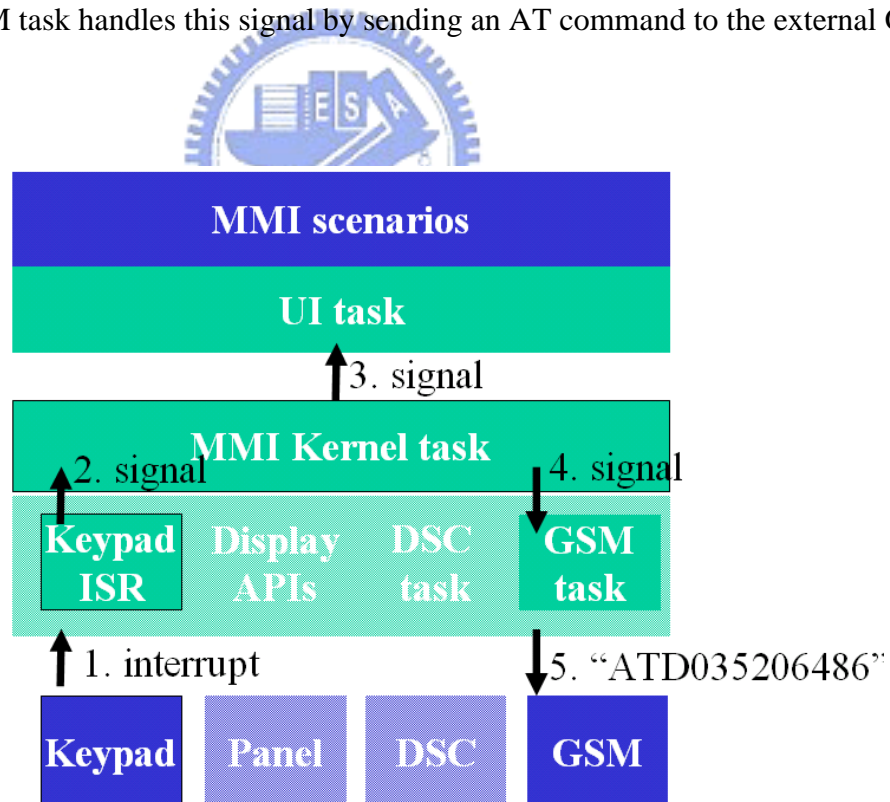 M task handles this signal by sending an AT command to the external
ESA
MMI scenarios
UI task
3. signal
MMI Kernel task
2. signal
4. signal
Keypad ISR
Display APIs
DSC task
GSM task
1. interrupt
5. “ATD035206486”
Keypad
Panel
DSC
GSM